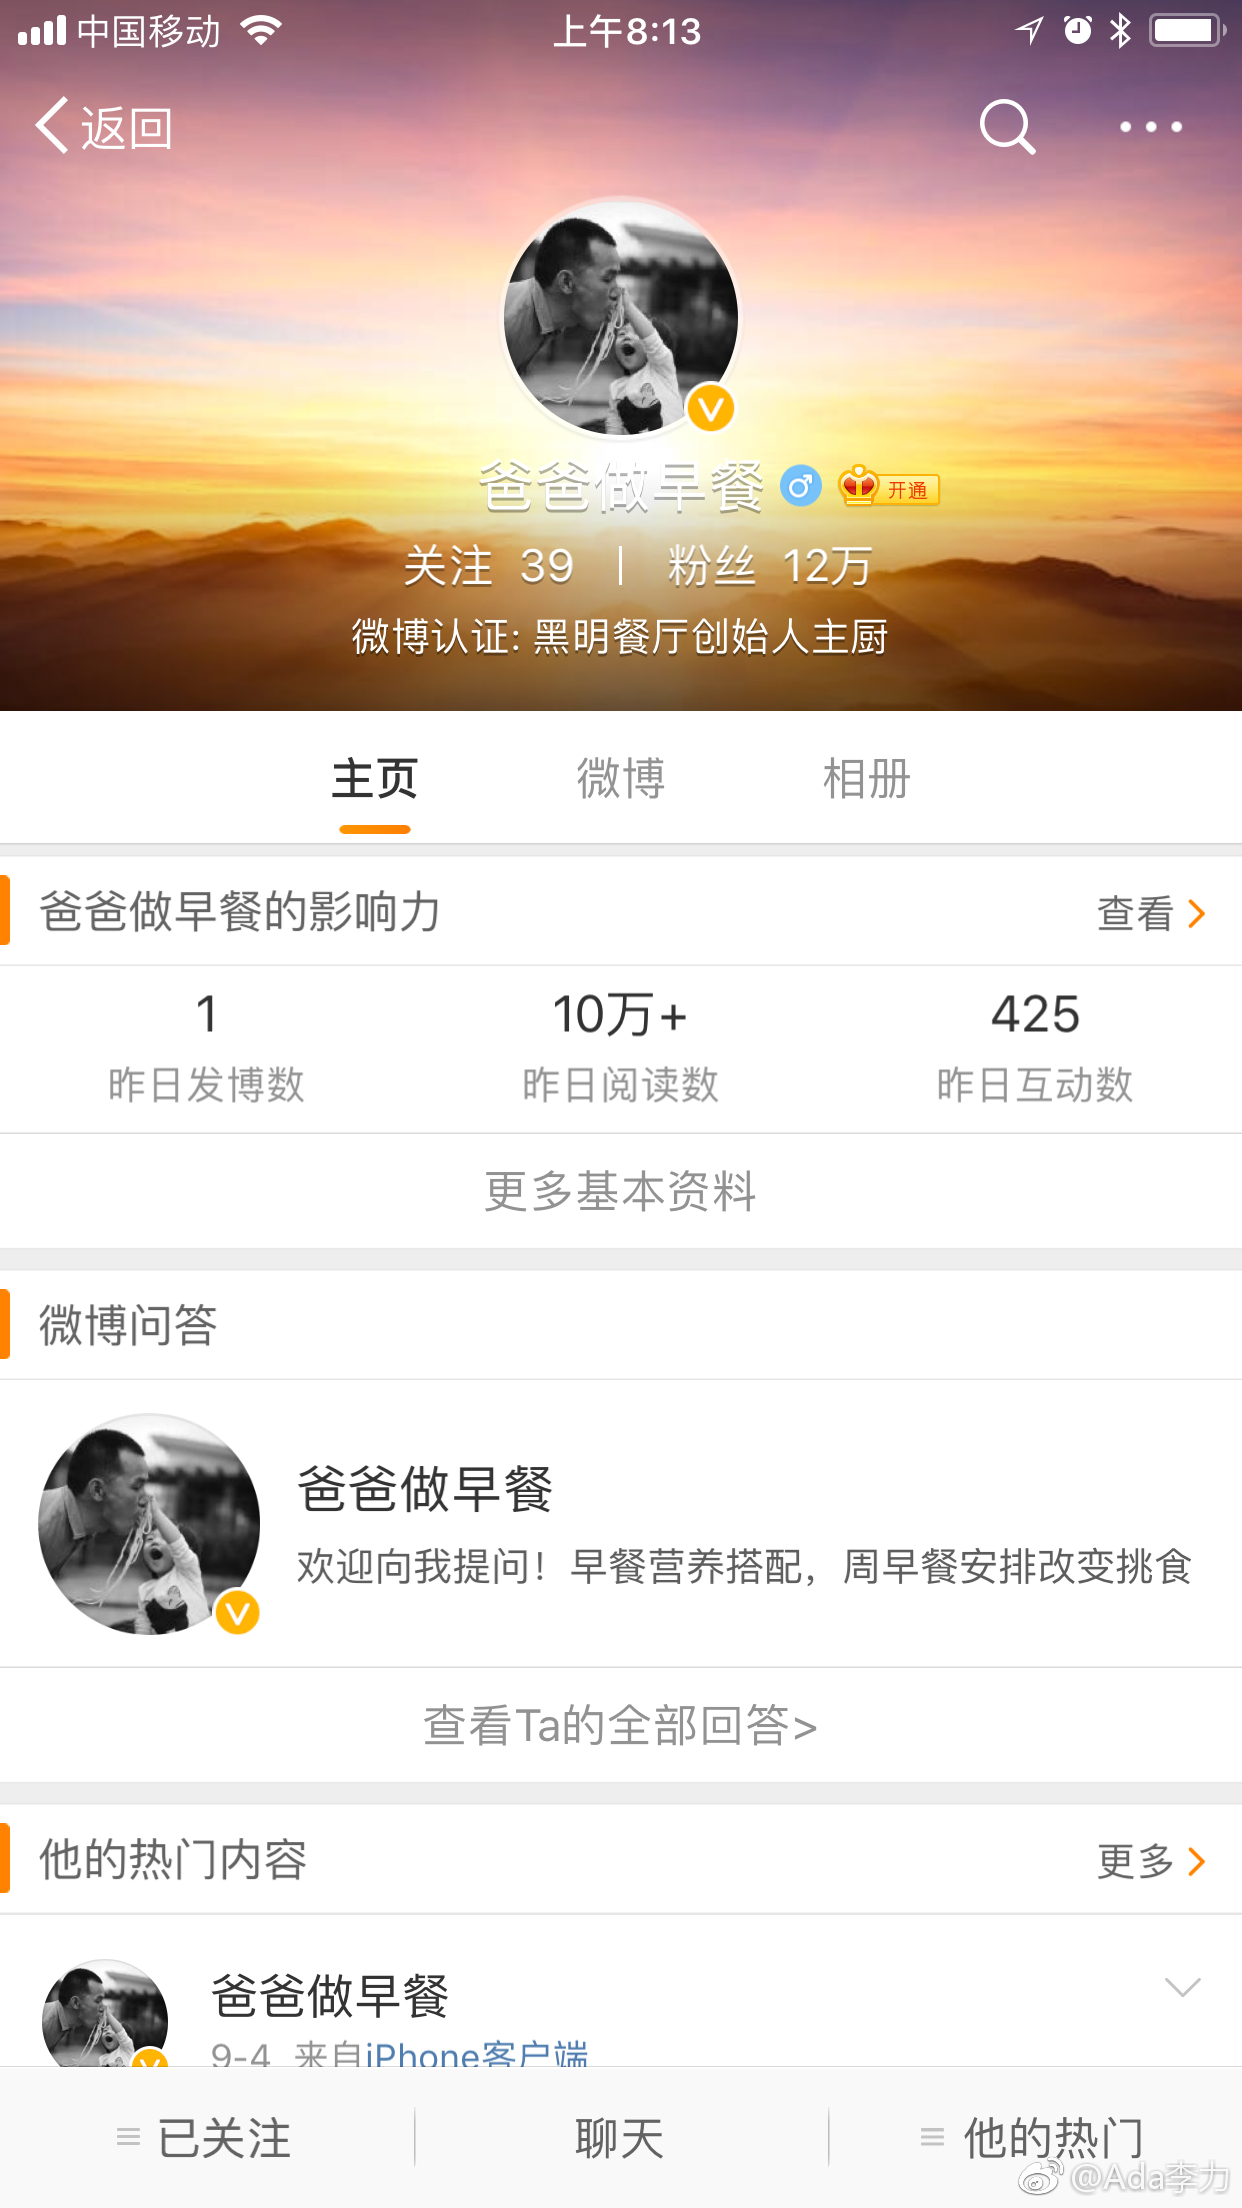 中国移动 上午8:13
返回
爸爸做早餐 开通
关注 39 | 粉丝 12万
微博认证: 黑明餐厅创始人主厨
主页 微博 相册
爸爸做早餐的影响力 查看
1 10万+ 425
昨日发博数 昨日阅读数 昨日互动数
更多基本资料
微博问答
爸爸做早餐
欢迎向我提问！早餐营养搭配，周早餐安排改变挑食
查看Ta的全部回答>
他的热门内容 更多
爸爸做早餐
9-4 来自iPhone客户端
已关注 聊天 他的热门
@Ada李力